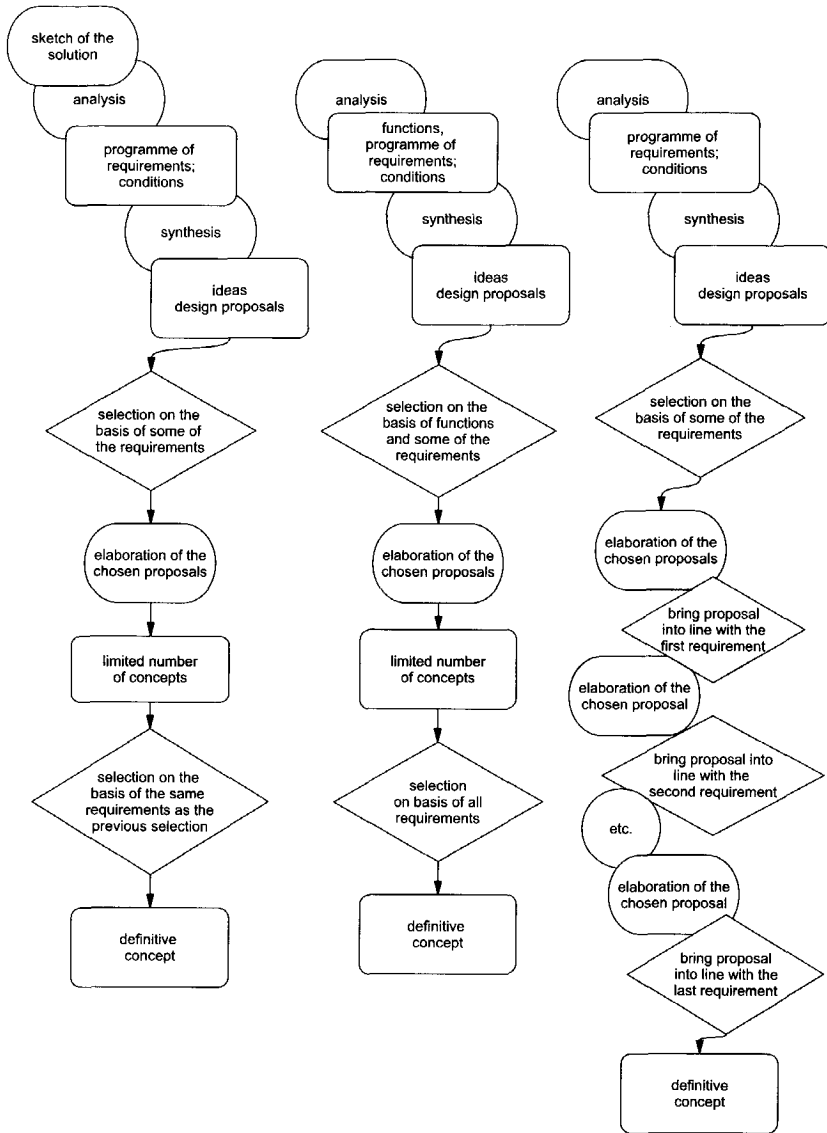 sketch of the
solution
analysis
programme of
requirements;
conditions
synthesis
ideas
design proposals
selection on the
basis of some of
the requirements
elaboration of the
chosen proposals
limited number
of concepts
selection on the
basis of the same
requirements as the
previous selection
definitive
concept
analysis
functions,
programme of
requirements;
conditions
synthesis
ideas
design proposals
selection on the
basis of functions
and some of the
requirements
elaboration of the
chosen proposals
limited number
of concepts
selection
on basis of all
requirements
definitive
concept
analysis
programme of
requirements;
conditions
synthesis
ideas
design proposals
selection on the
basis of some of the
requirements
elaboration of the
chosen proposals
bring proposal
into line with the
first requirement
elaboration of the
chosen proposal
bring proposal into
line with the
second requirement
etc.
elaboration of the
chosen proposal
bring proposal
into line with the
last requirement
definitive
concept